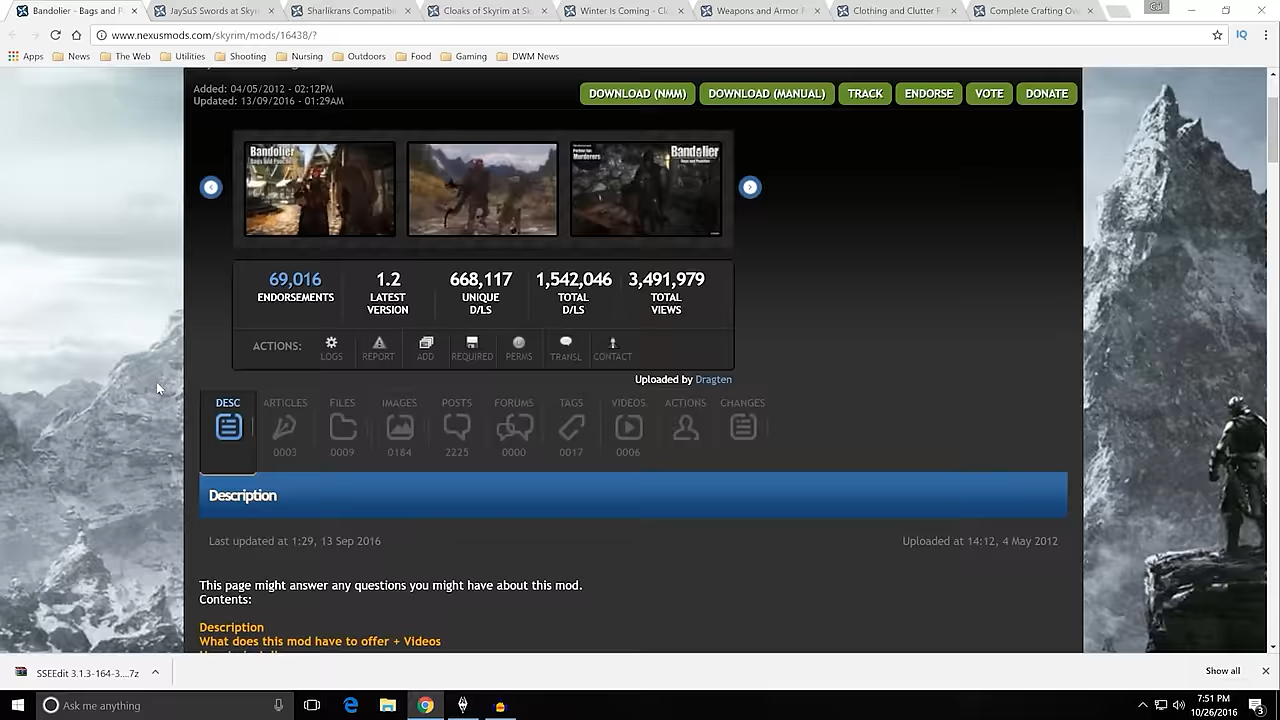 Bandolier - Bags and P
JaySuS Swords at Skyri
Sharlikrans Compatibi
Cloaks of Skyrim at Sk
Winter Is Coming - Cl
Weapons and Armor F
Clothing and Clutter F
Complete Crafting Ov
www.nexusmods.com/skyrim/mods/16438/?
Apps News The Web Utilities Shooting Nursing Outdoors Food Gaming DWM News
Added: 04/05/2012 - 02:12PM
Updated: 13/09/2016 - 01:29AM
DOWNLOAD (NMM) DOWNLOAD (MANUAL) TRACK ENDORSE VOTE DONATE
Bandolier
Bags and Pouches
Murderers
Bandolier
Bags and Pouches
69,016 1.2 668,117 1,542,046 3,491,979
ENDORSEMENTS LATEST UNIQUE TOTAL TOTAL
VERSION D/LS D/LS VIEWS
ACTIONS: LOGS REPORT ADD REQUIRED PERMS TRANSL CONTACT
Uploaded by Dragten
DESC ARTICLES FILES IMAGES POSTS FORUMS TAGS VIDEOS ACTIONS CHANGES
0003 0009 0184 2225 0000 0017 0006
Description
Last updated at 1:29, 13 Sep 2016 Uploaded at 14:12, 4 May 2012
This page might answer any questions you might have about this mod.
Contents:
Description
What does this mod have to offer + Videos
SSEEdit 3.1.3-164-3....7z
Show all
Ask me anything
7:51 PM
10/26/2016
3